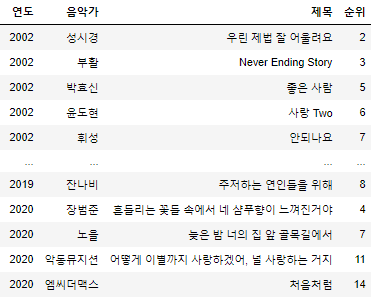 연도 음악가 제목 순위
2002 성시경 우린 제법 잘 어울려요 2
2002 부활 Never Ending Story 3
2002 박효신 좋은 사람 5
2002 윤도현 사랑 Two 6
2002 휘성 안되나요 7
... ... ... ...
2019 잔나비 주저하는 연인들을 위해 8
2020 장범준 흔들리는 꽃들 속에서 네 샴푸향이 느껴진거야 4
2020 노을 늦은 밤 너의 집 앞 골목길에서 7
2020 악동뮤지션 어떻게 이별까지 사랑하겠어, 널 사랑하는 거지 11
2020 엠씨더맥스 처음처럼 14